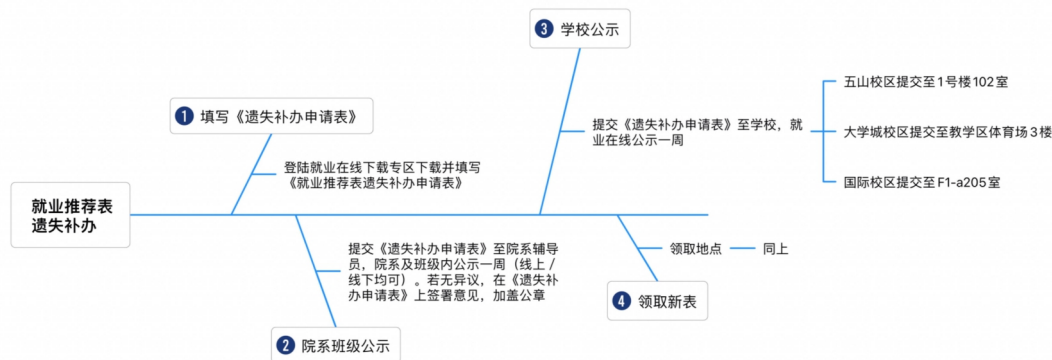 就业推荐表
遗失补办
1 填写《遗失补办申请表》
登陆就业在线下载专区下载并填写
《就业推荐表遗失补办申请表》
2 院系班级公示
提交《遗失补办申请表》至院系辅导
员，院系及班级内公示一周（线上 /
线下均可）。若无异议，在《遗失补
办申请表》上签署意见，加盖公章
3 学校公示
提交《遗失补办申请表》至学校，就
业在线公示一周
五山校区提交至1号楼102室
大学城校区提交至教学区体育场3楼
国际校区提交至F1-a205室
4 领取新表
领取地点
同上